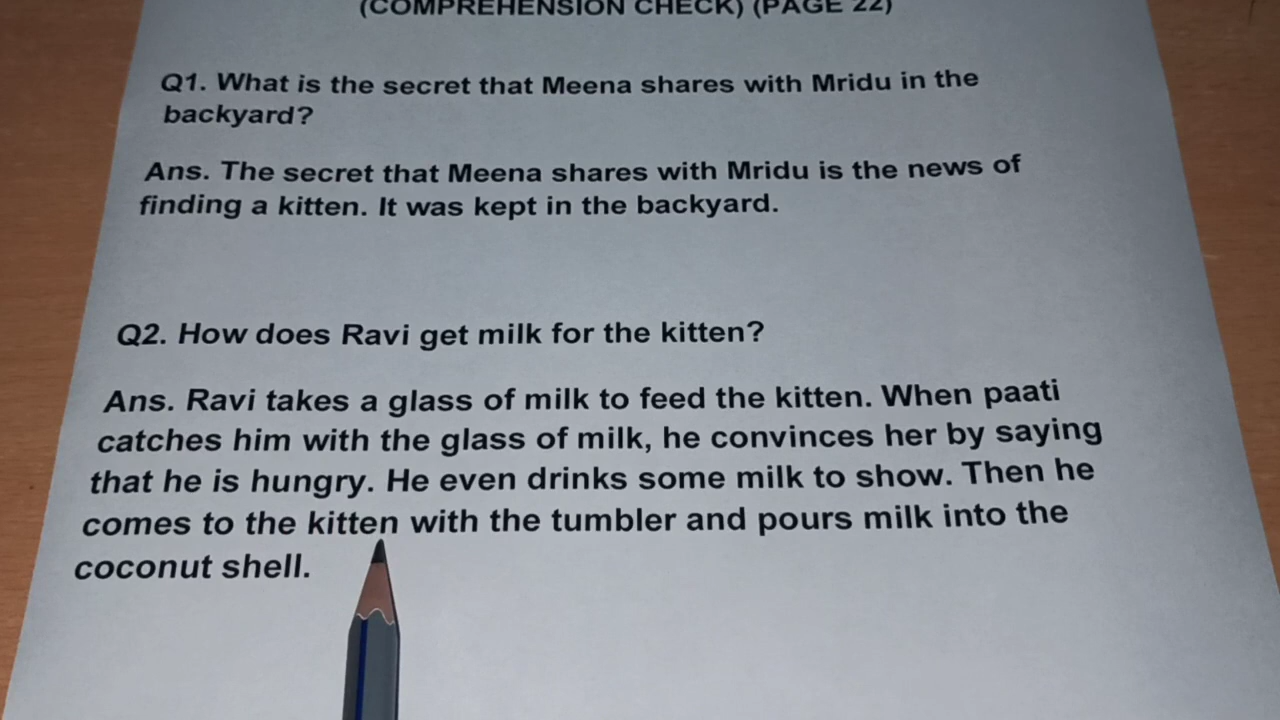 (COMPREHENSION CHECK) (PAGE 22)
Q1. What is the secret that Meena shares with Mridu in the
backyard?
Ans. The secret that Meena shares with Mridu is the news of
finding a kitten. It was kept in the backyard.
Q2. How does Ravi get milk for the kitten?
Ans. Ravi takes a glass of milk to feed the kitten. When paati
catches him with the glass of milk, he convinces her by saying
that he is hungry. He even drinks some milk to show. Then he
comes to the kitten with the tumbler and pours milk into the
coconut shell.